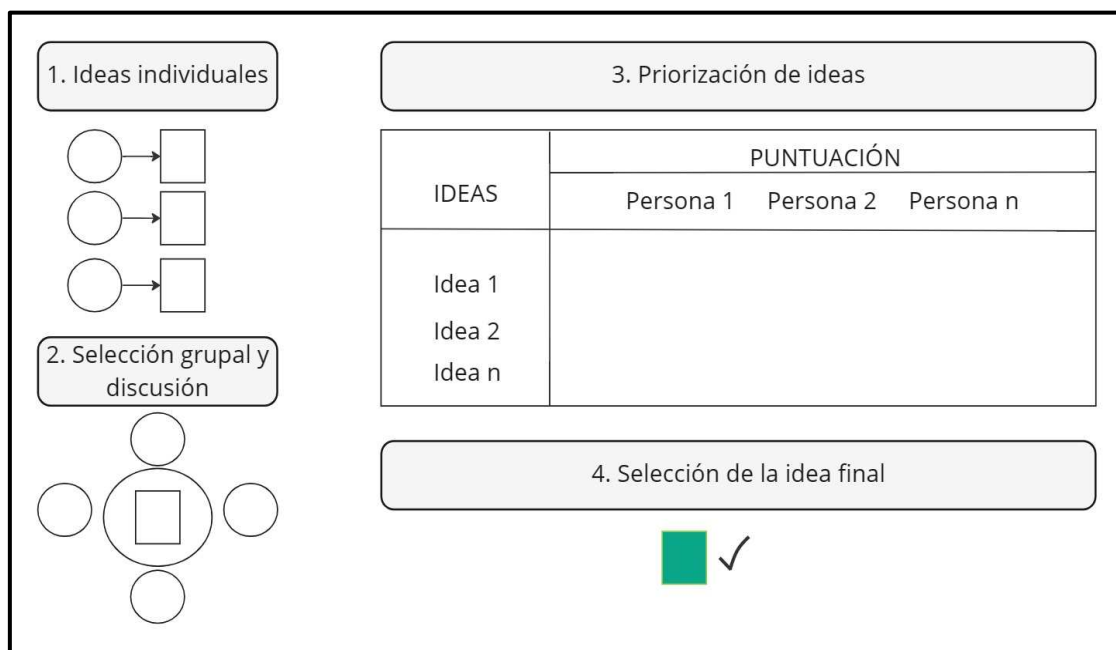 1. Ideas individuales
2. Selección grupal y
discusión
3. Priorización de ideas
IDEAS
PUNTUACIÓN
Persona 1 Persona 2 Persona n
Idea 1
Idea 2
Idea n
4. Selección de la idea final